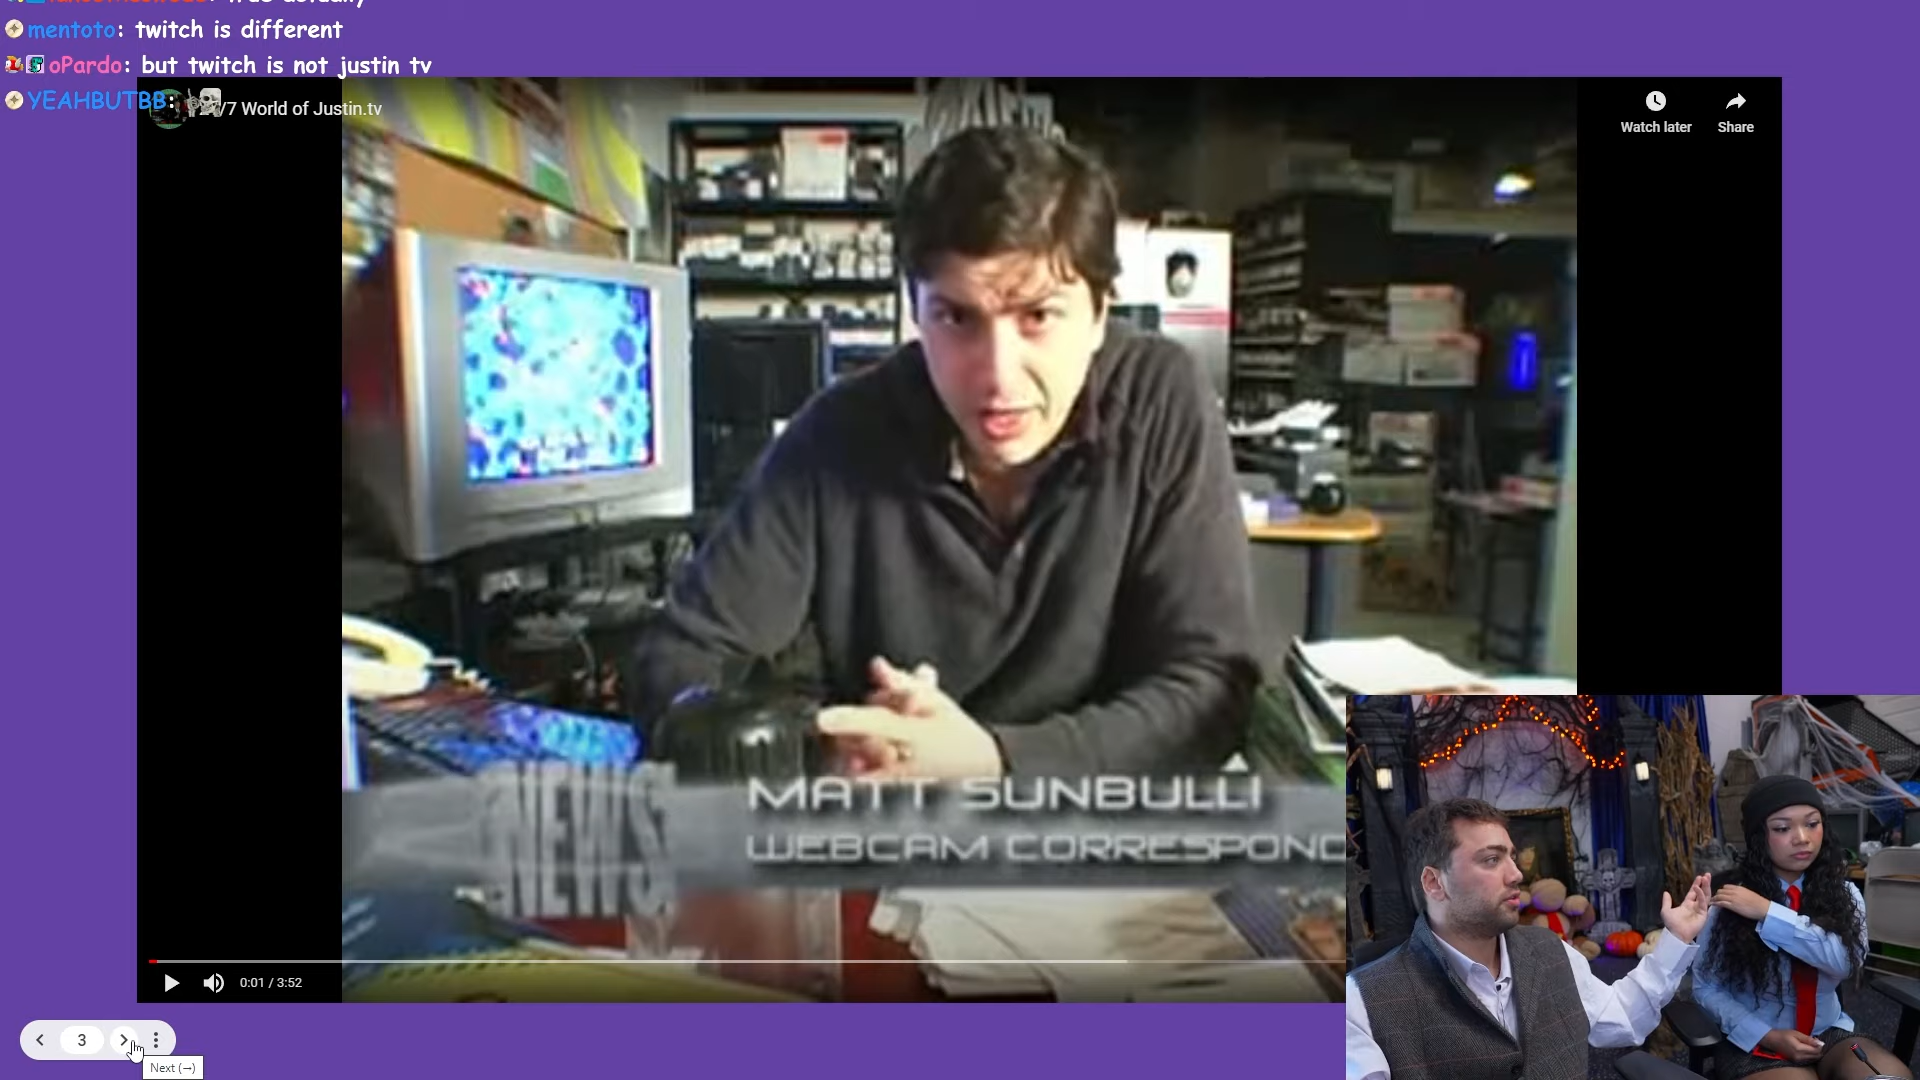 mentoto: twitch is different
oPardo: but twitch is not justin tv
YEAHBUTBB:
/7 World of Justin.tv
Watch later
Share
NEWS
MATT SUNBULLI
WEBCAM CORRESPOND
0:01 / 3:52
3
Next (→)